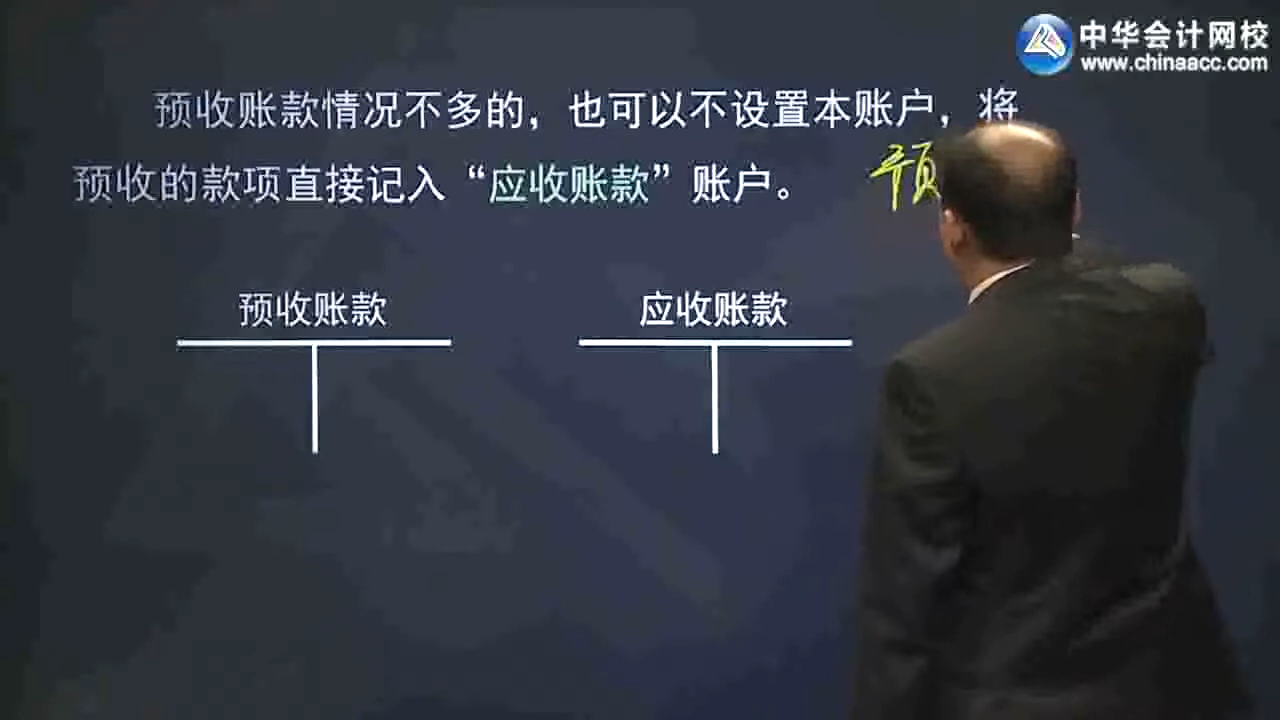 中华会计网校
www.chinaacc.com
预收账款情况不多的，也可以不设置本账户，将
预收的款项直接记入“应收账款”账户。
预
预收账款
应收账款